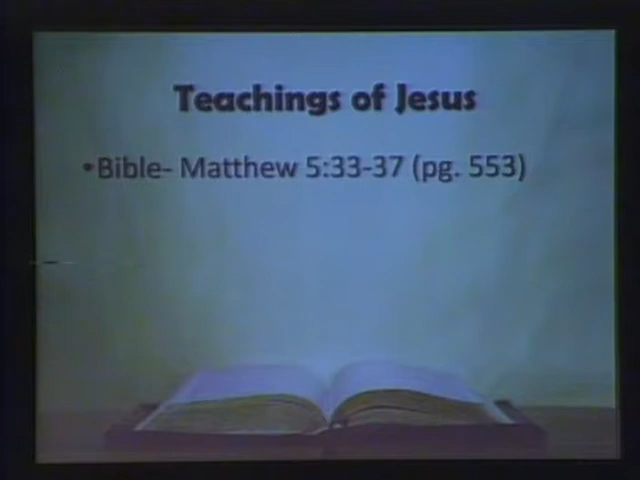 Teachings of Jesus
•Bible- Matthew 5:33-37 (pg. 553)